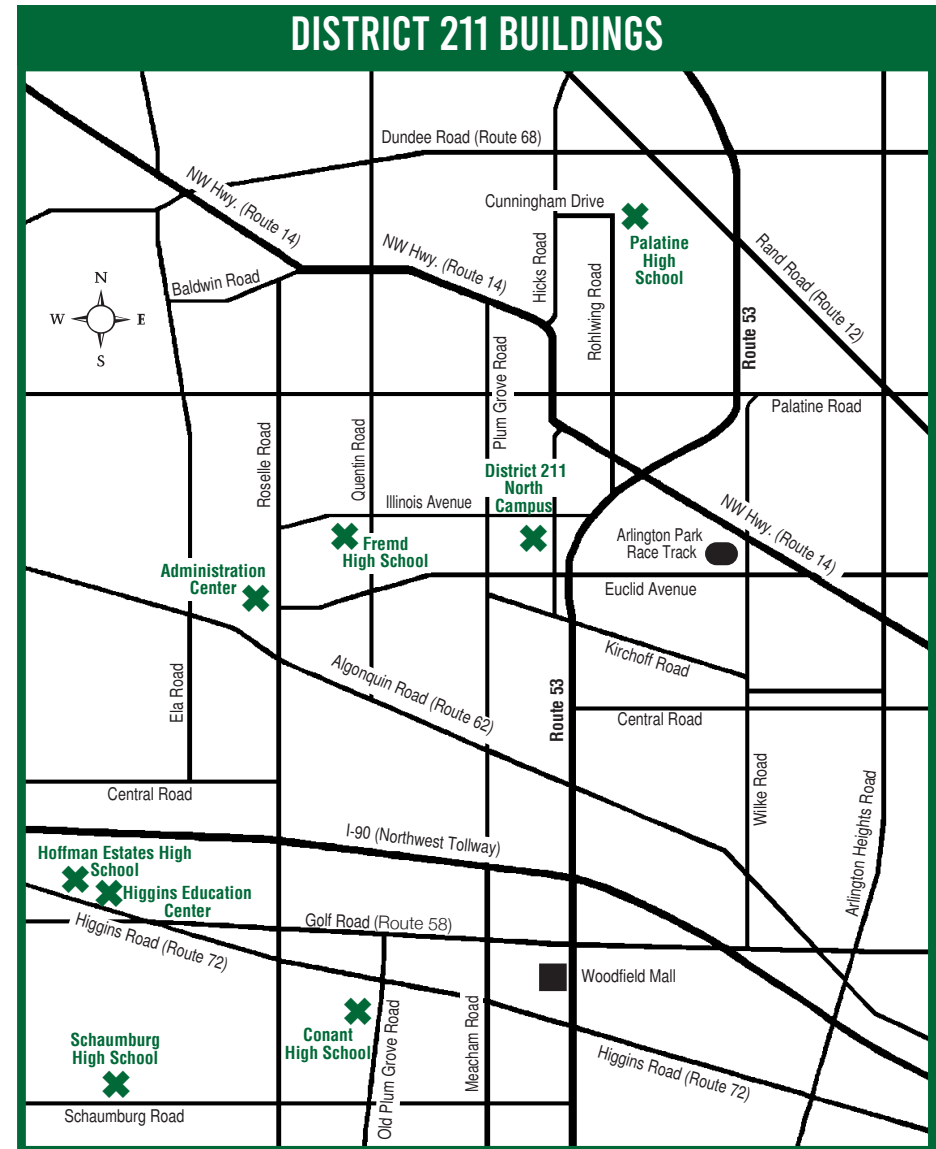 DISTRICT 211 BUILDINGS
Dundee Road (Route 68)
NW Hwy. (Route 14)
Cunningham Drive
Palatine
High
School
NW Hwy. (Route 14)
Hicks Road
Rohlwing Road
Rand Road (Route 12)
Route 53
N
W
E
S
Baldwin Road
Palatine Road
Plum Grove Road
Roselle Road
Quentin Road
District 211
North
Campus
Illinois Avenue
NW Hwy. (Route 14)
Arlington Park
Race Track
Fremd
High School
Administration
Center
Euclid Avenue
Kirchoff Road
Algonquin Road (Route 62)
Ela Road
Route 53
Central Road
Wilke Road
Arlington Heights Road
Central Road
I-90 (Northwest Tollway)
Hoffman Estates High
School
Higgins Education
Center
Golf Road (Route 58)
Higgins Road (Route 72)
Woodfield Mall
Conant
High School
Old Plum Grove Road
Meacham Road
Schaumburg
High School
Higgins Road (Route 72)
Schaumburg Road